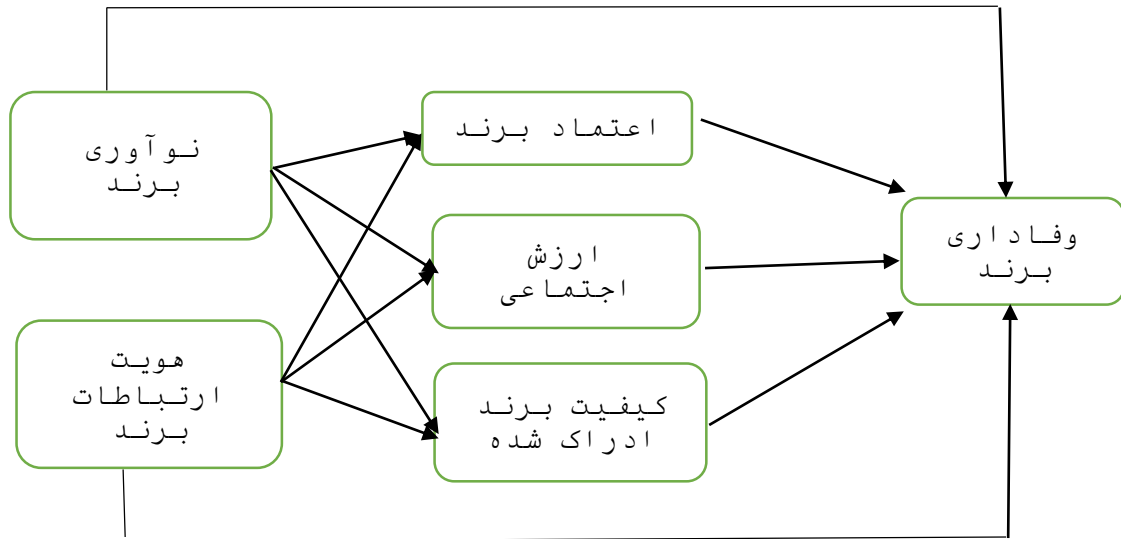 نوآوری
برند
هویت
ارتباطات
برند
اعتماد برند
ارزش
اجتماعی
کیفیت برند
ادراک شده
وفاداری
برند